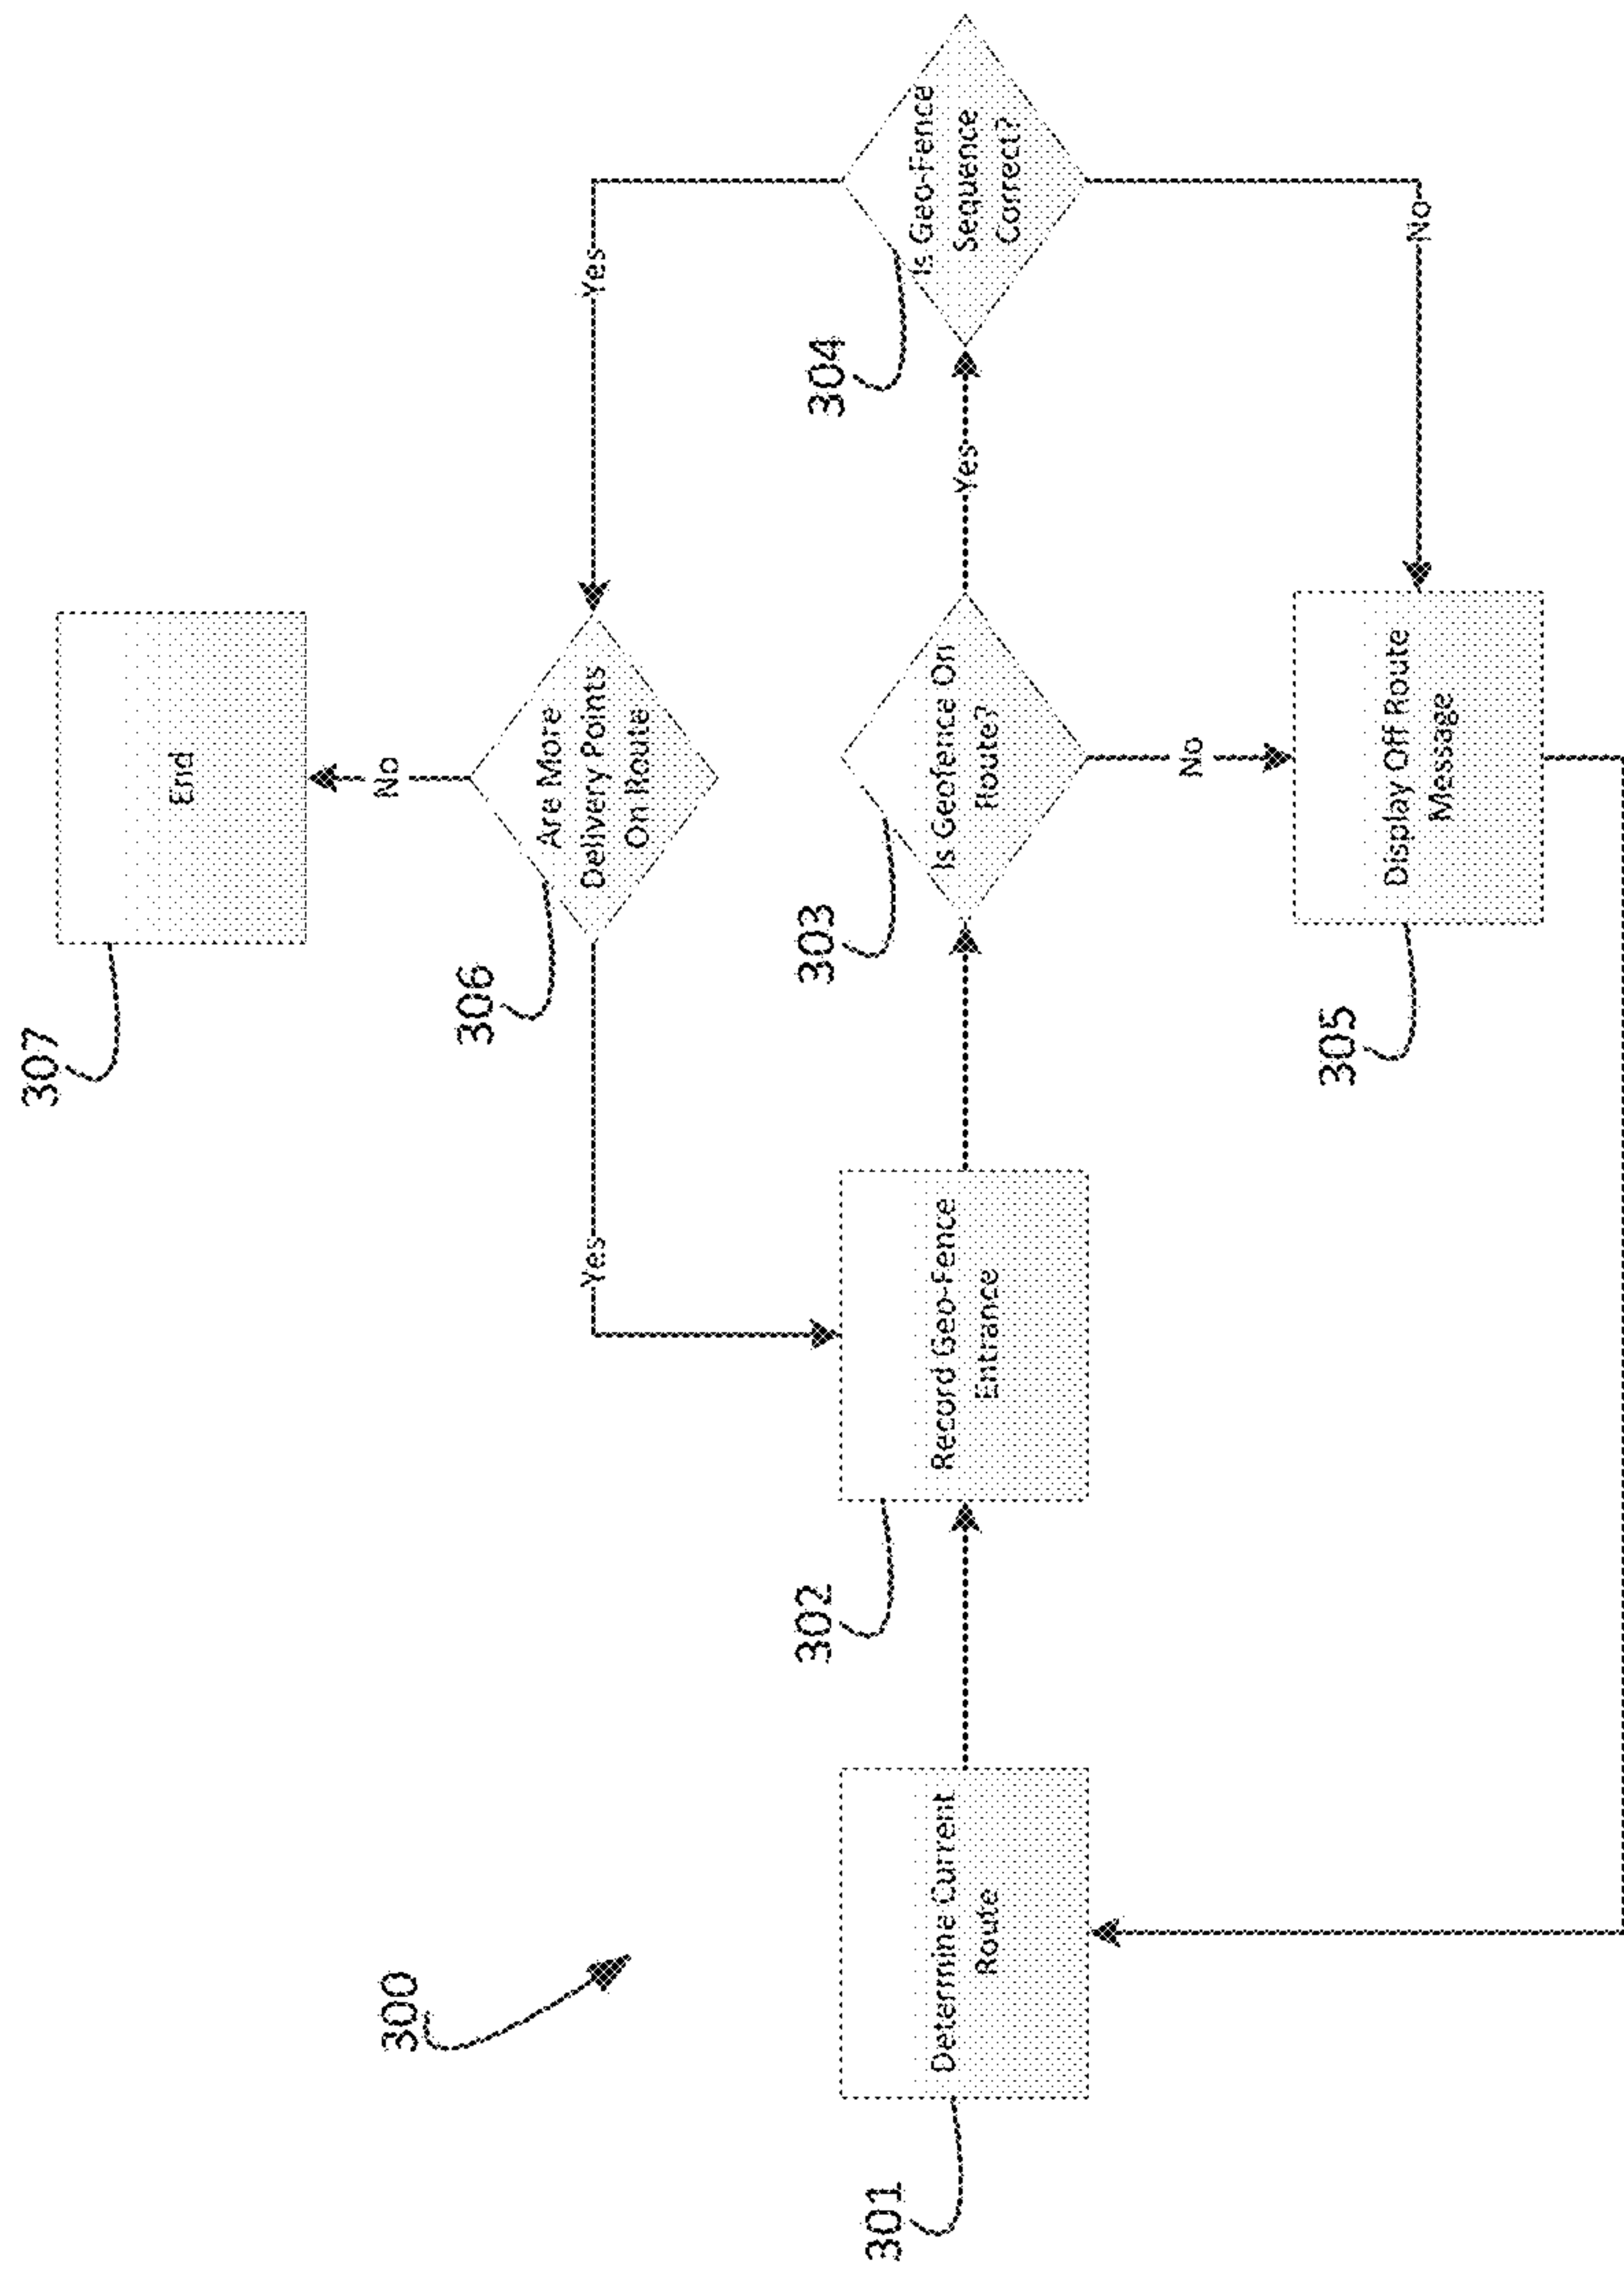 300
301
Determine Current
Route
302
Record Geo-Fence
Entrance
303
Is Geofence On
Route?
Yes
No
304
Is Geo-Fence
Sequence
Correct?
Yes
No
305
Display Off Route
Message
306
Are More
Delivery Points
On Route
Yes
No
307
End